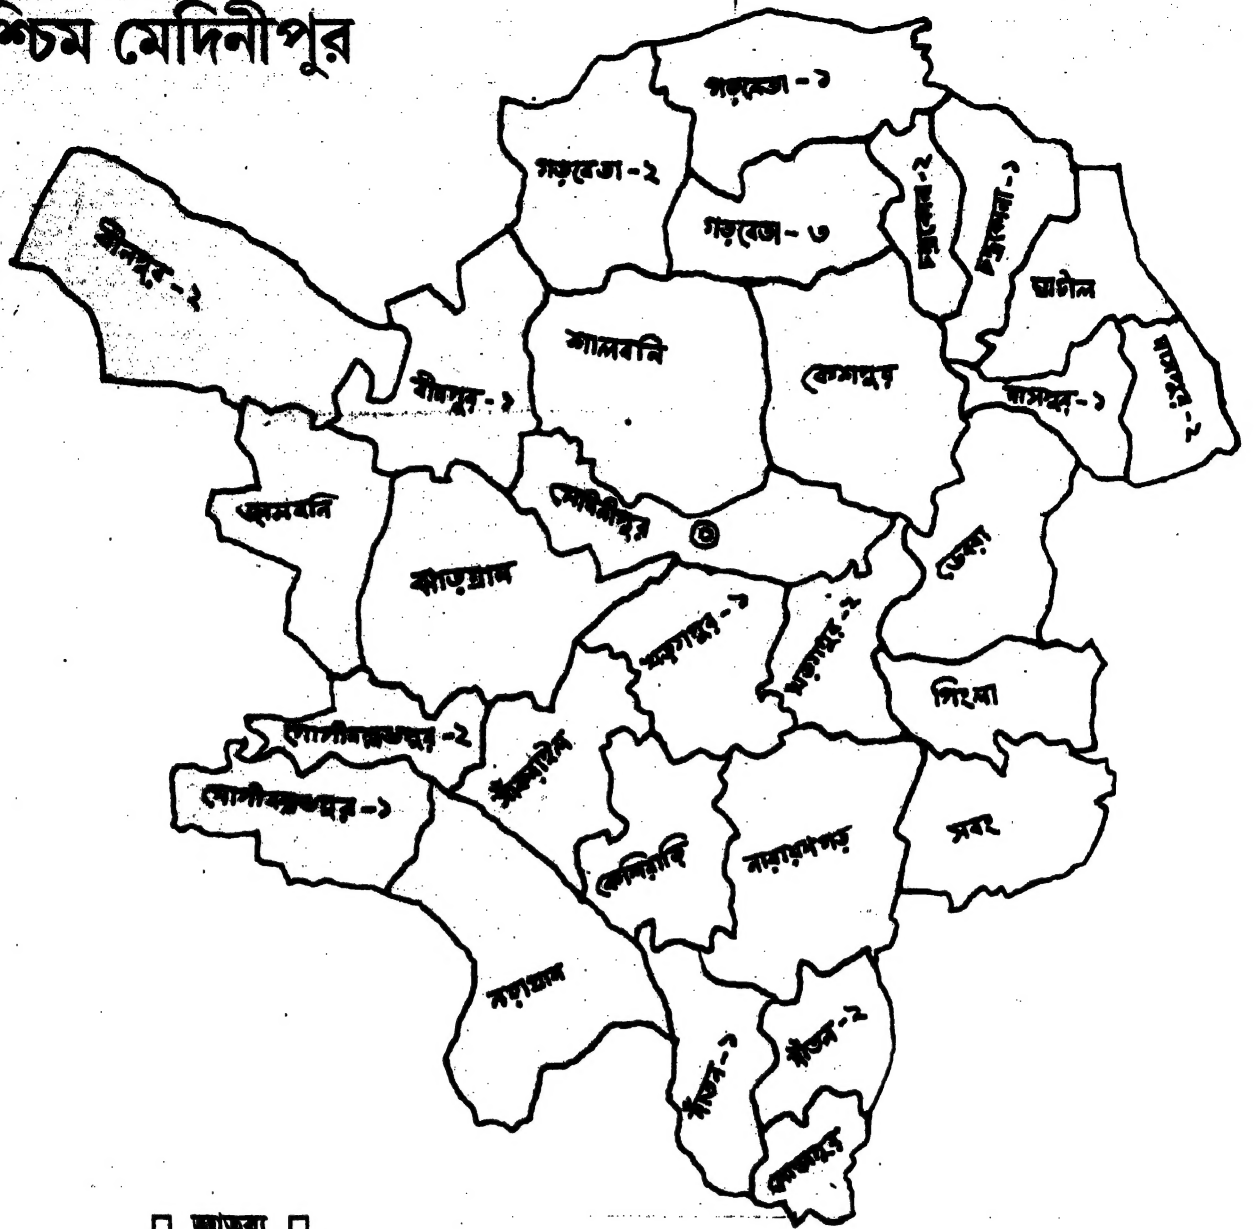 শ্চিম মেদিনীপুর
গড়বেতা - ১
গড়বেতা - ২
গড়বেতা - ৩
চন্দ্রকোনা - ২
চন্দ্রকোনা - ১
ঘাটাল
বীনপুর - ২
শালবনি
কেশপুর
বীনপুর - ১
দাসপুর - ১
দাসপুর - ২
জামবনি
মেদিনীপুর
ডেবরা
ঝাড়গ্রাম
খড়্গপুর - ১
খড়্গপুর - ২
পিংলা
গোপীবল্লভপুর - ২
সাঁকরাইল
গোপীবল্লভপুর - ১
কেশিয়াড়ি
নারায়ণগড়
সবং
নয়াগ্রাম
দাঁতন - ২
দাঁতন - ১
মোহনপুর